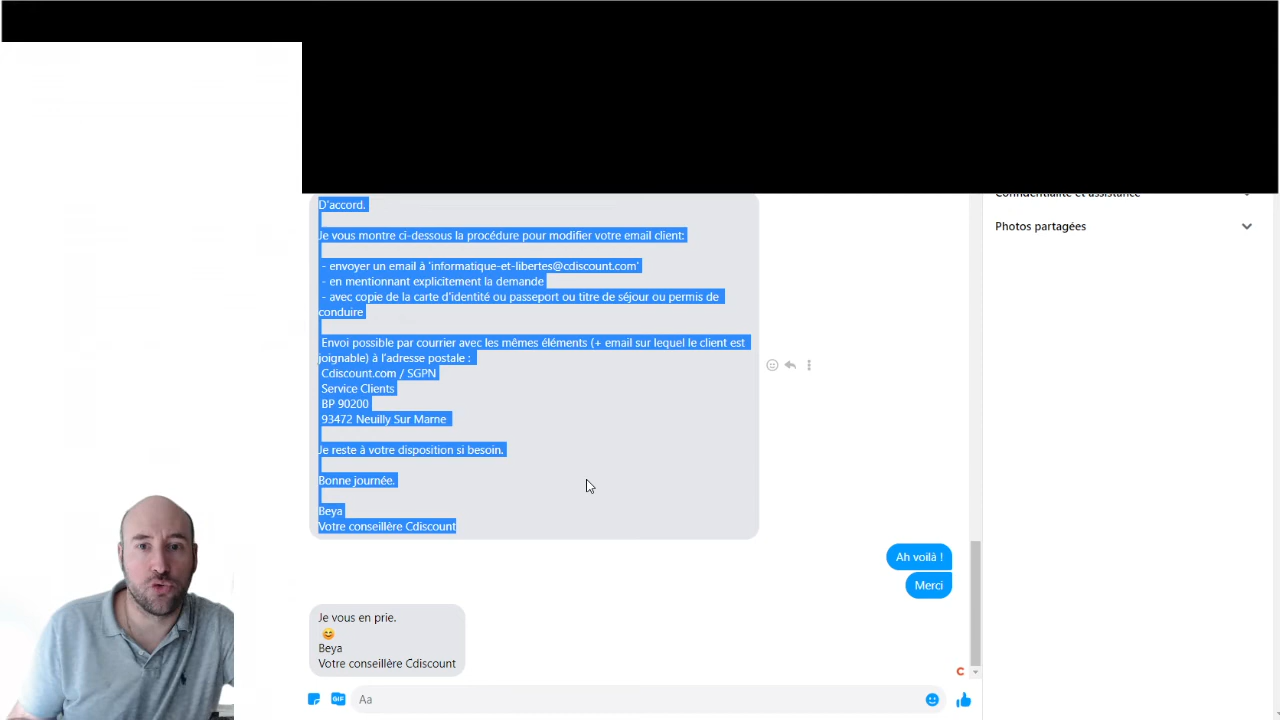 Confidentialité et assistance
Photos partagées
D'accord.
Je vous montre ci-dessous la procédure pour modifier votre email client:
- envoyer un email à 'informatique-et-libertes@cdiscount.com'
- en mentionnant explicitement la demande
- avec copie de la carte d'identité ou passeport ou titre de séjour ou permis de
conduire
Envoi possible par courrier avec les mêmes éléments (+ email sur lequel le client est
joignable) à l'adresse postale :
Cdiscount.com / SGPN
Service Clients
BP 90200
93472 Neuilly Sur Marne
Je reste à votre disposition si besoin.
Bonne journée.
Beya
Votre conseillère Cdiscount
Ah voilà !
Merci
Je vous en prie.
😊
Beya
Votre conseillère Cdiscount
C
GIF
Aa